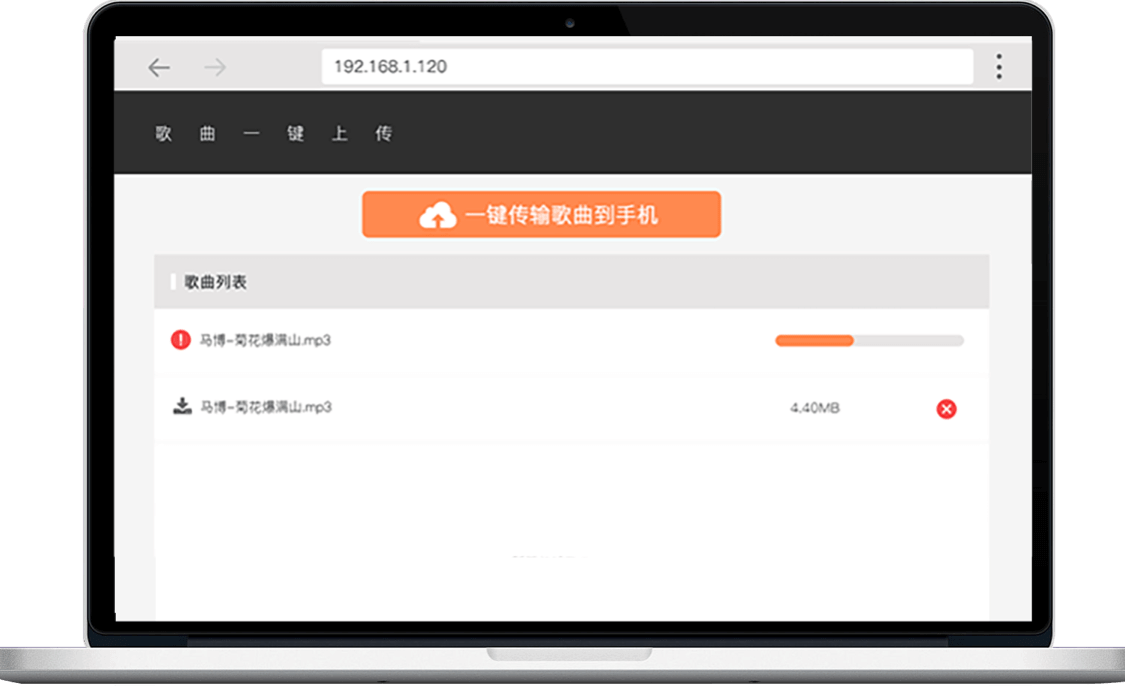 192.168.1.120
歌曲一键上传
一键传输歌曲到手机
歌曲列表
马博-菊花爆满山.mp3
马博-菊花爆满山.mp3 4.40MB